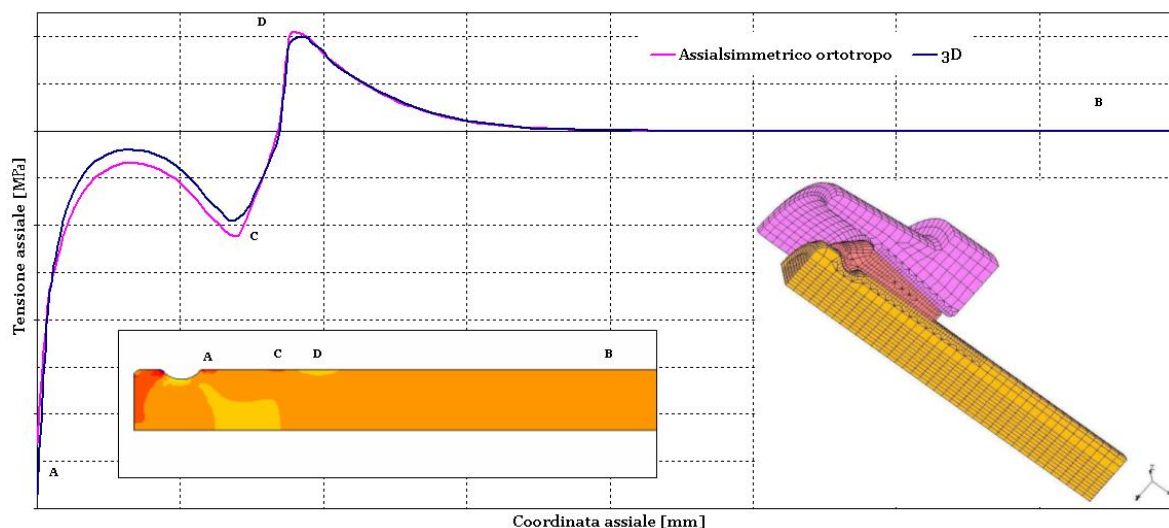 D
Assialsimmetrico ortotropo
3D
B
Tensione assiale [MPa]
C
A C D B
A
Z
Coordinata assiale [mm]